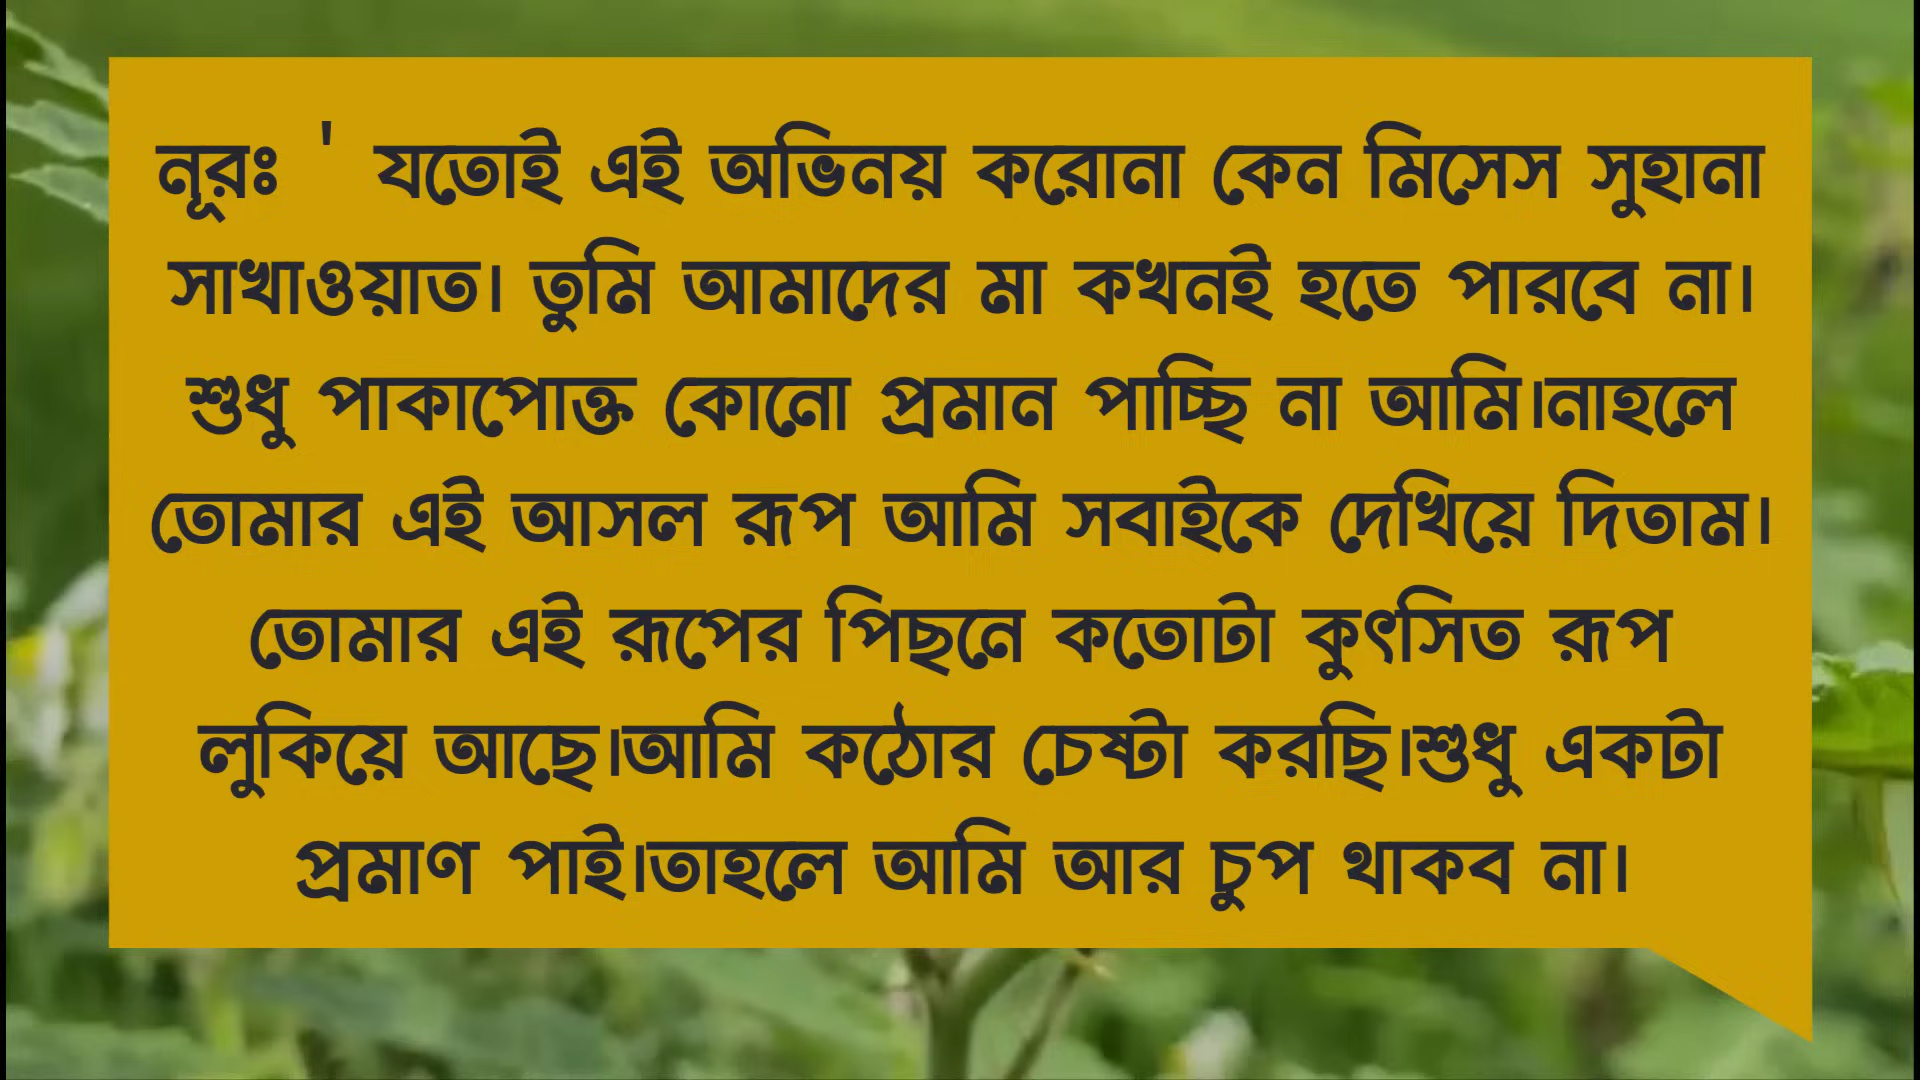 নূরঃ ' যতোই এই অভিনয় করোনা কেন মিসেস সুহানা
সাখাওয়াত। তুমি আমাদের মা কখনই হতে পারবে না।
শুধু পাকাপোক্ত কোনো প্রমান পাচ্ছি না আমি।নাহলে
তোমার এই আসল রূপ আমি সবাইকে দেখিয়ে দিতাম।
তোমার এই রূপের পিছনে কতোটা কুৎসিত রূপ
লুকিয়ে আছে।আমি কঠোর চেষ্টা করছি।শুধু একটা
প্রমাণ পাই।তাহলে আমি আর চুপ থাকব না।